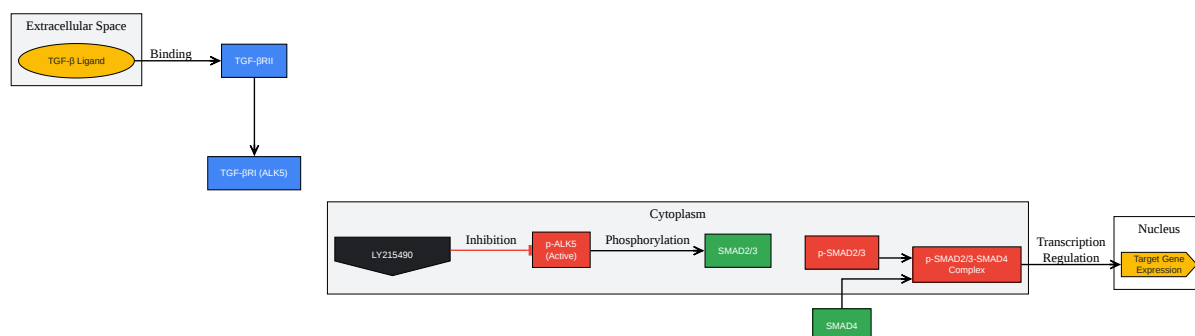 Extracellular Space
TGF-β Ligand
Binding
TGF-βRII
TGF-βRI (ALK5)
Cytoplasm
LY215490
Inhibition
p-ALK5
(Active)
Phosphorylation
SMAD2/3
p-SMAD2/3
p-SMAD2/3-SMAD4
Complex
SMAD4
Transcription
Regulation
Nucleus
Target Gene
Expression